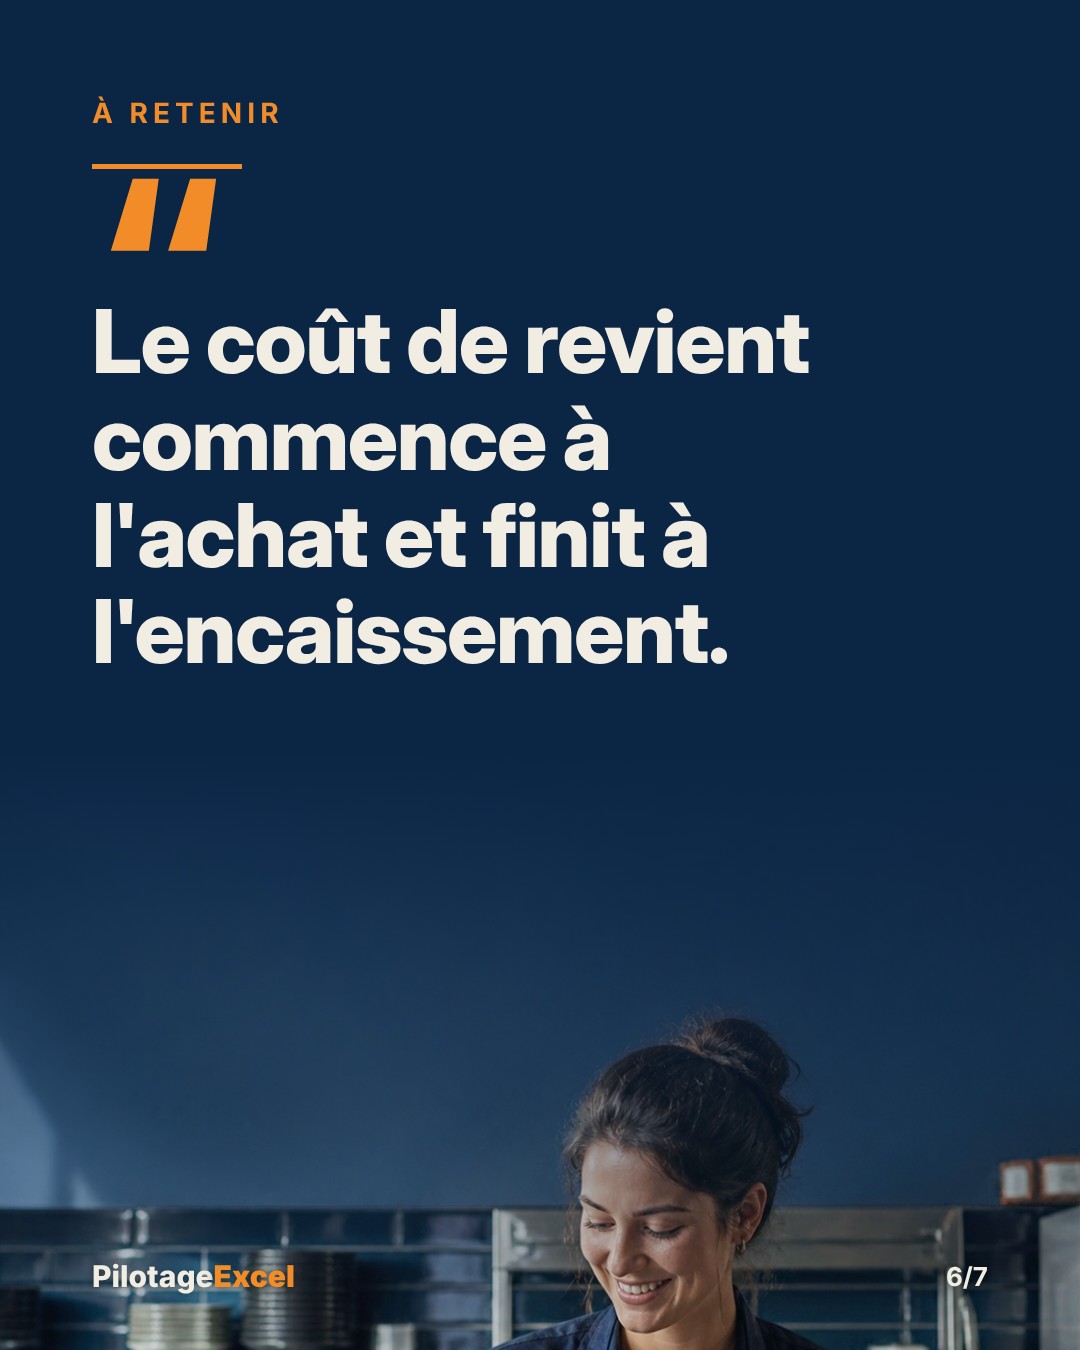 À RETENIR
"
Le coût de revient
commence à
l'achat et finit à
l'encaissement.
PilotageExcel
6/7